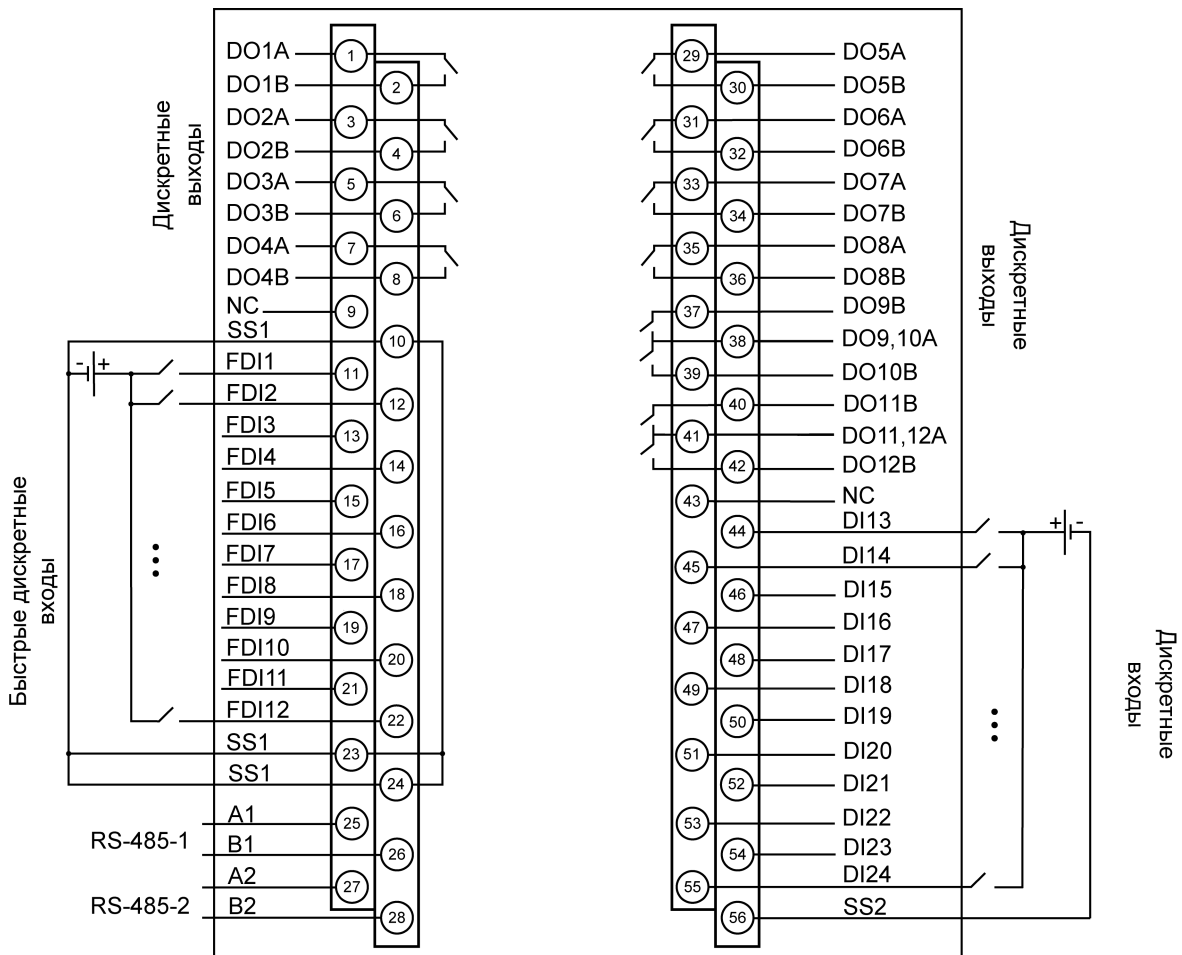 Дискретные
выходы
DO1A 1
DO1B 2
DO2A 3
DO2B 4
DO3A 5
DO3B 6
DO4A 7
DO4B 8
NC 9
SS1 10
- +
FDI1 11
FDI2 12
FDI3 13
FDI4 14
FDI5 15
FDI6 16
FDI7 17
FDI8 18
FDI9 19
FDI10 20
FDI11 21
FDI12 22
SS1 23
SS1 24
Быстрые дискретные
входы
RS-485-1
A1 25
B1 26
RS-485-2
A2 27
B2 28
29 DO5A
30 DO5B
31 DO6A
32 DO6B
33 DO7A
34 DO7B
35 DO8A
36 DO8B
37 DO9B
38 DO9,10A
39 DO10B
40 DO11B
41 DO11,12A
42 DO12B
43 NC
Дискретные
выходы
44 DI13
+ -
45 DI14
46 DI15
47 DI16
48 DI17
49 DI18
50 DI19
51 DI20
52 DI21
53 DI22
54 DI23
55 DI24
56 SS2
Дискретные
входы